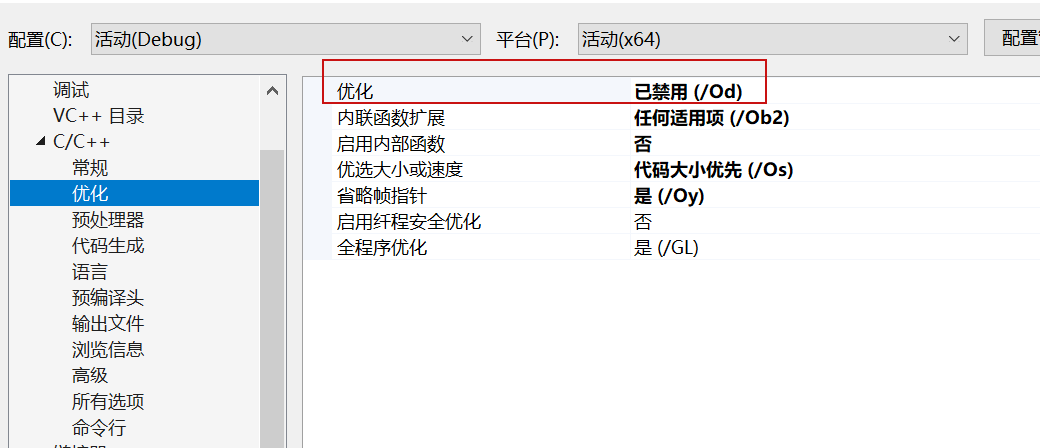 配置(C): 活动(Debug) 平台(P): 活动(x64) 配置
调试
VC++ 目录
C/C++
常规
优化
预处理器
代码生成
语言
预编译头
输出文件
浏览信息
高级
所有选项
命令行
优化 已禁用 (/Od)
内联函数扩展 任何适用项 (/Ob2)
启用内部函数 否
优选大小或速度 代码大小优先 (/Os)
省略帧指针 是 (/Oy)
启用纤程安全优化 否
全程序优化 是 (/GL)